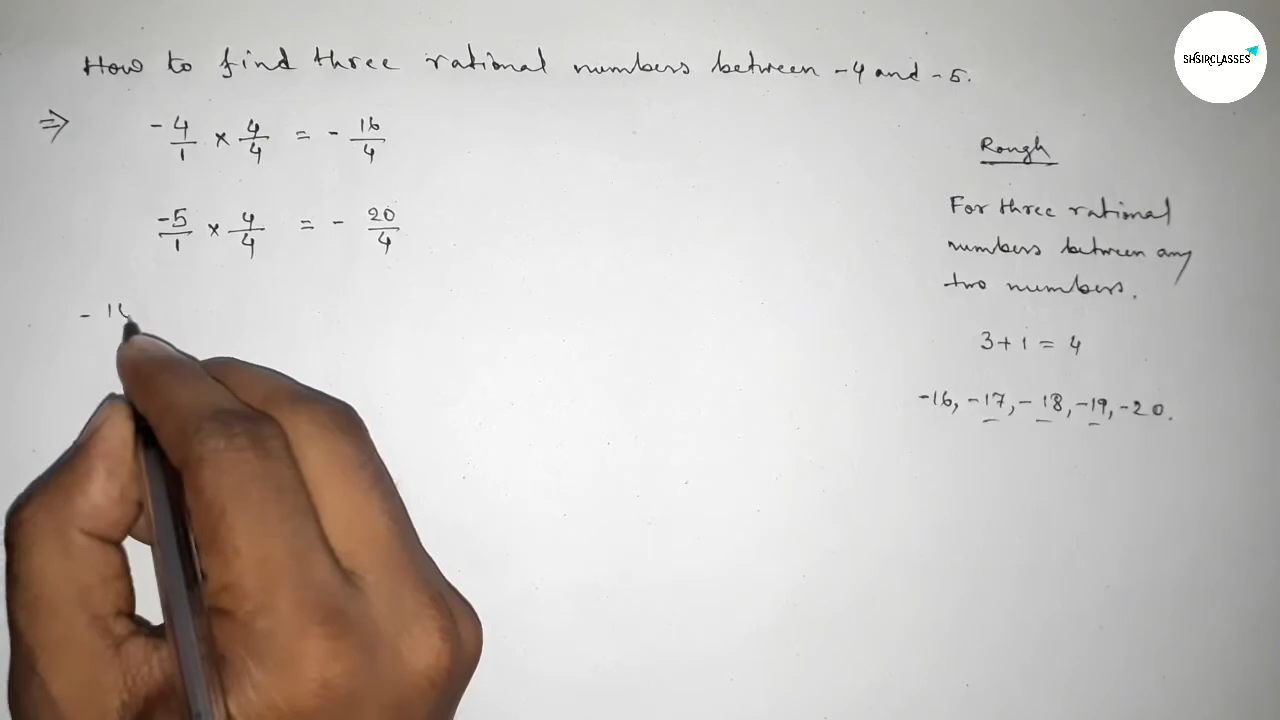 How to find three rational numbers between -4 and -5.
SHSIRCLASSES
⇒ -4/1 × 4/4 = - 16/4
-5/1 × 4/4 = - 20/4
- 16
Rough
For three rational
numbers between any
two numbers.
3+1 = 4
-16, -17, -18, -19, -20.